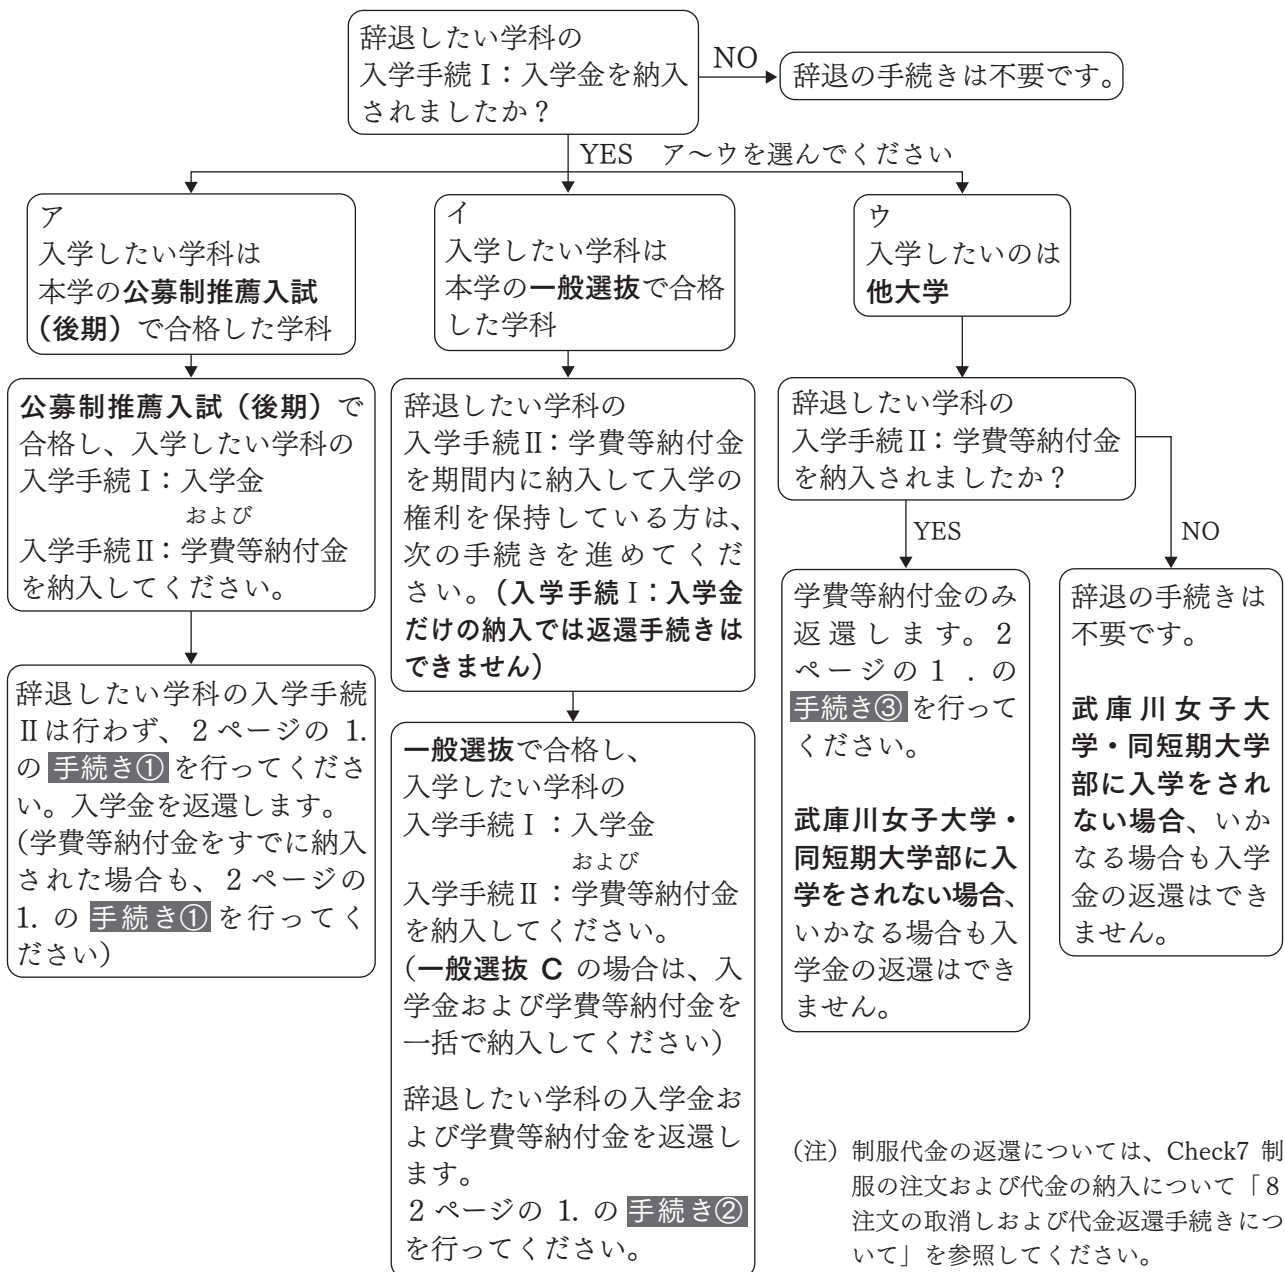 辞退したい学科の
入学手続Ⅰ：入学金を納入
されましたか？
NO
辞退の手続きは不要です。
YES　ア～ウを選んでください
ア
入学したい学科は
本学の公募制推薦入試
（後期）で合格した学科
イ
入学したい学科は
本学の一般選抜で合格
した学科
ウ
入学したいのは
他大学
公募制推薦入試（後期）で
合格し、入学したい学科の
入学手続Ⅰ：入学金
および
入学手続Ⅱ：学費等納付金
を納入してください。
辞退したい学科の入学手続
Ⅱは行わず、2 ページの 1.
の 手続き① を行ってくださ
い。入学金を返還します。
(学費等納付金をすでに納入
された場合も、2 ページの
1. の 手続き① を行ってく
ださい）
辞退したい学科の
入学手続Ⅱ：学費等納付金
を期間内に納入して入学の
権利を保持している方は、
次の手続きを進めてくだ
さい。（入学手続Ⅰ：入学金
だけの納入では返還手続きは
できません）
一般選抜で合格し、
入学したい学科の
入学手続Ⅰ：入学金
および
入学手続Ⅱ：学費等納付金
を納入してください。
(一般選抜 C の場合は、入
学金および学費等納付金を
一括で納入してください）
辞退したい学科の入学金お
よび学費等納付金を返還し
ます。
2 ページの 1. の 手続き②
を行ってください。
辞退したい学科の
入学手続Ⅱ：学費等納付金
を納入されましたか？
YES
NO
学費等納付金のみ
返還します。2
ページの 1 . の
手続き③ を行って
ください。
武庫川女子大学・
同短期大学部に入
学をされない場合、
いかなる場合も入
学金の返還はでき
ません。
辞退の手続きは
不要です。
武庫川女子大
学・同短期大学
部に入学をされ
ない場合、いか
なる場合も入学
金の返還はでき
ません。
（注）制服代金の返還については、Check7 制
服の注文および代金の納入について「８
注文の取消しおよび代金返還手続きにつ
いて」を参照してください。